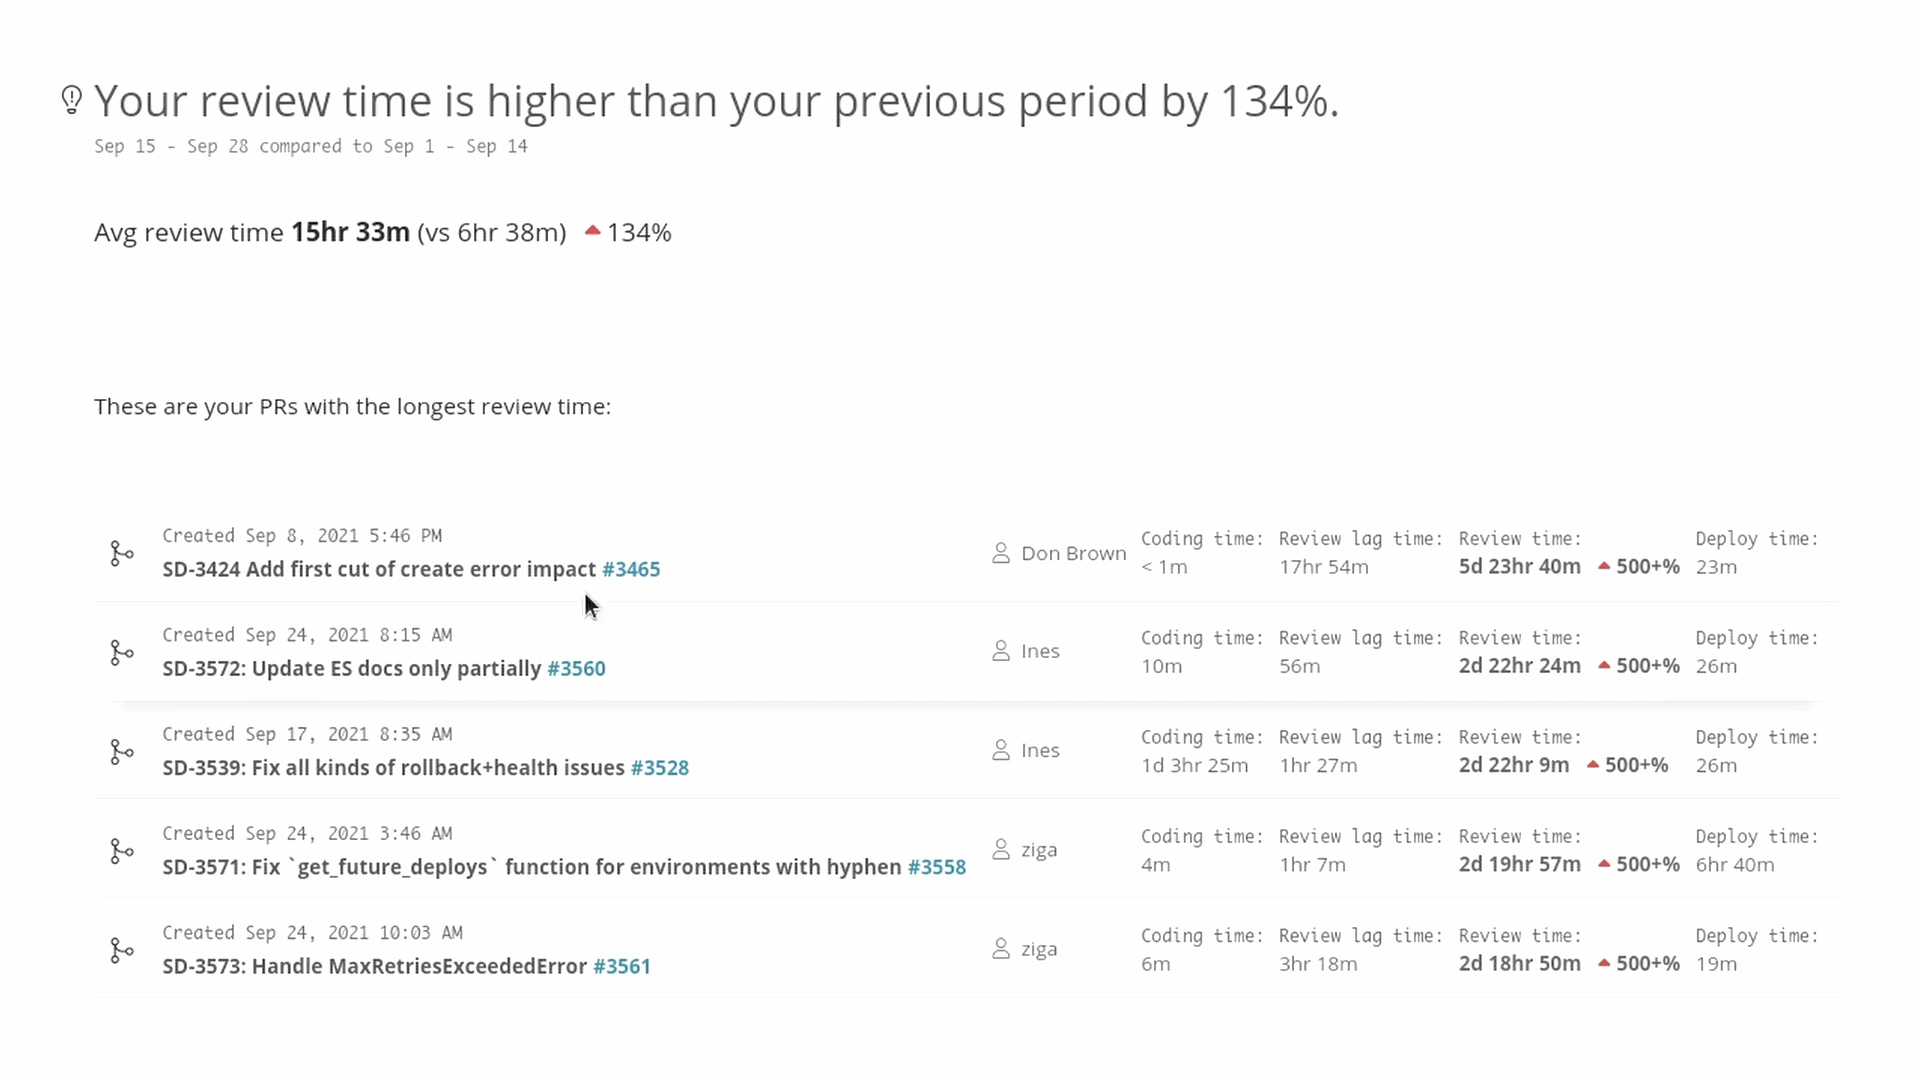 Your review time is higher than your previous period by 134%.
Sep 15 - Sep 28 compared to Sep 1 - Sep 14
Avg review time 15hr 33m (vs 6hr 38m) 134%
These are your PRs with the longest review time:
Created Sep 8, 2021 5:46 PM
SD-3424 Add first cut of create error impact #3465
Don Brown
Coding time: Review lag time: Review time: Deploy time:
< 1m 17hr 54m 5d 23hr 40m 500+% 23m
Created Sep 24, 2021 8:15 AM
SD-3572: Update ES docs only partially #3560
Ines
Coding time: Review lag time: Review time: Deploy time:
10m 56m 2d 22hr 24m 500+% 26m
Created Sep 17, 2021 8:35 AM
SD-3539: Fix all kinds of rollback+health issues #3528
Ines
Coding time: Review lag time: Review time: Deploy time:
1d 3hr 25m 1hr 27m 2d 22hr 9m 500+% 26m
Created Sep 24, 2021 3:46 AM
SD-3571: Fix `get_future_deploys` function for environments with hyphen #3558
ziga
Coding time: Review lag time: Review time: Deploy time:
4m 1hr 7m 2d 19hr 57m 500+% 6hr 40m
Created Sep 24, 2021 10:03 AM
SD-3573: Handle MaxRetriesExceededError #3561
ziga
Coding time: Review lag time: Review time: Deploy time:
6m 3hr 18m 2d 18hr 50m 500+% 19m